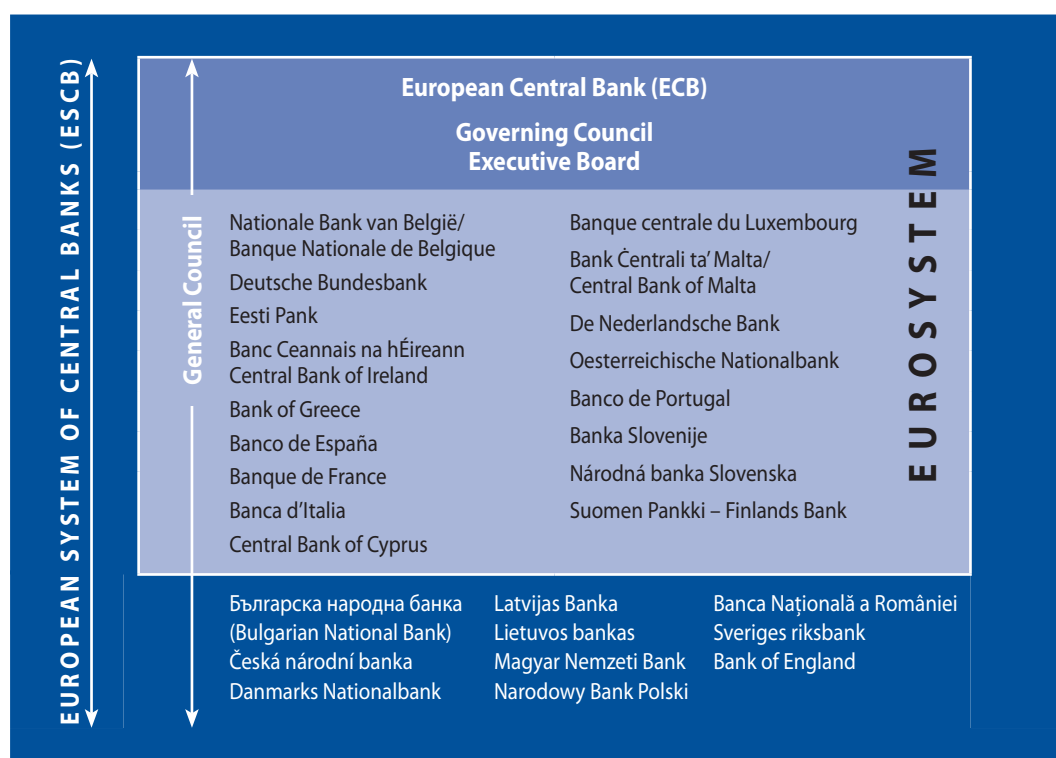 EUROPEAN SYSTEM OF CENTRAL BANKS (ESCB)
General Council
European Central Bank (ECB)
Governing Council
Executive Board
EUROSYSTEM
Nationale Bank van België/
Banque Nationale de Belgique
Deutsche Bundesbank
Eesti Pank
Banc Ceannais na hÉireann
Central Bank of Ireland
Bank of Greece
Banco de España
Banque de France
Banca d’Italia
Central Bank of Cyprus
Banque centrale du Luxembourg
Bank Ċentrali ta’ Malta/
Central Bank of Malta
De Nederlandsche Bank
Oesterreichische Nationalbank
Banco de Portugal
Banka Slovenije
Národná banka Slovenska
Suomen Pankki – Finlands Bank
Българска народна банка
(Bulgarian National Bank)
Česká národní banka
Danmarks Nationalbank
Latvijas Banka
Lietuvos bankas
Magyar Nemzeti Bank
Narodowy Bank Polski
Banca Națională a României
Sveriges riksbank
Bank of England